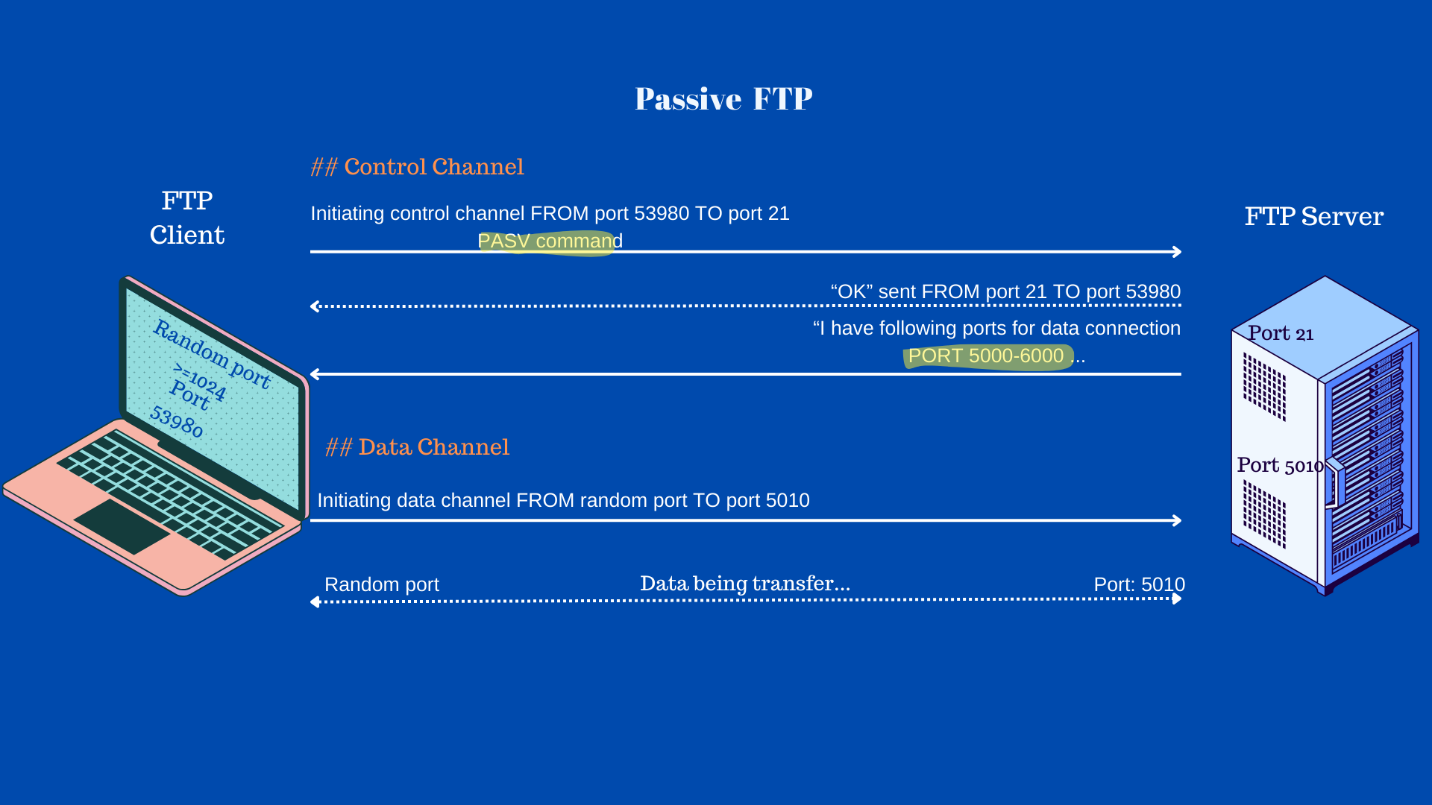 Passive FTP
## Control Channel
FTP
Client
Initiating control channel FROM port 53980 TO port 21
PASV command
FTP Server
“OK” sent FROM port 21 TO port 53980
“I have following ports for data connection
PORT 5000-6000 ...
Random port
>=1024
Port
53980
Port 21
Port 5010
## Data Channel
Initiating data channel FROM random port TO port 5010
Random port
Data being transfer...
Port: 5010